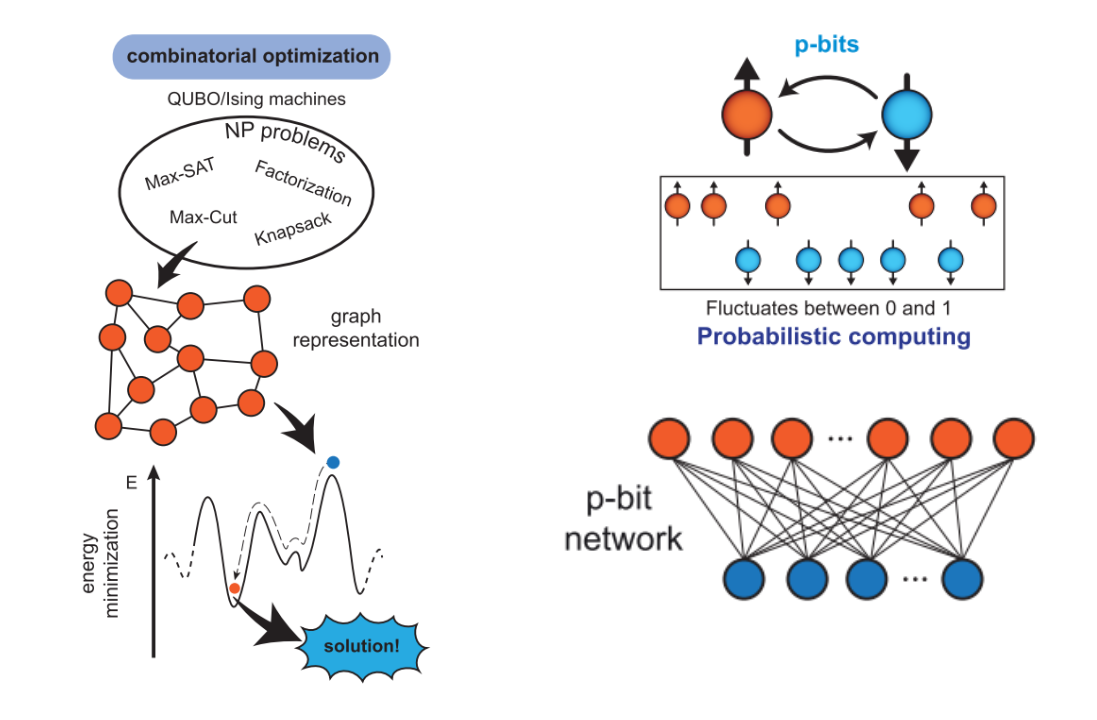 combinatorial optimization
QUBO/Ising machines
NP problems
Max-SAT
Factorization
Max-Cut
Knapsack
graph
representation
E
energy
minimization
solution!
p-bits
Fluctuates between 0 and 1
Probabilistic computing
...
p-bit
network
...